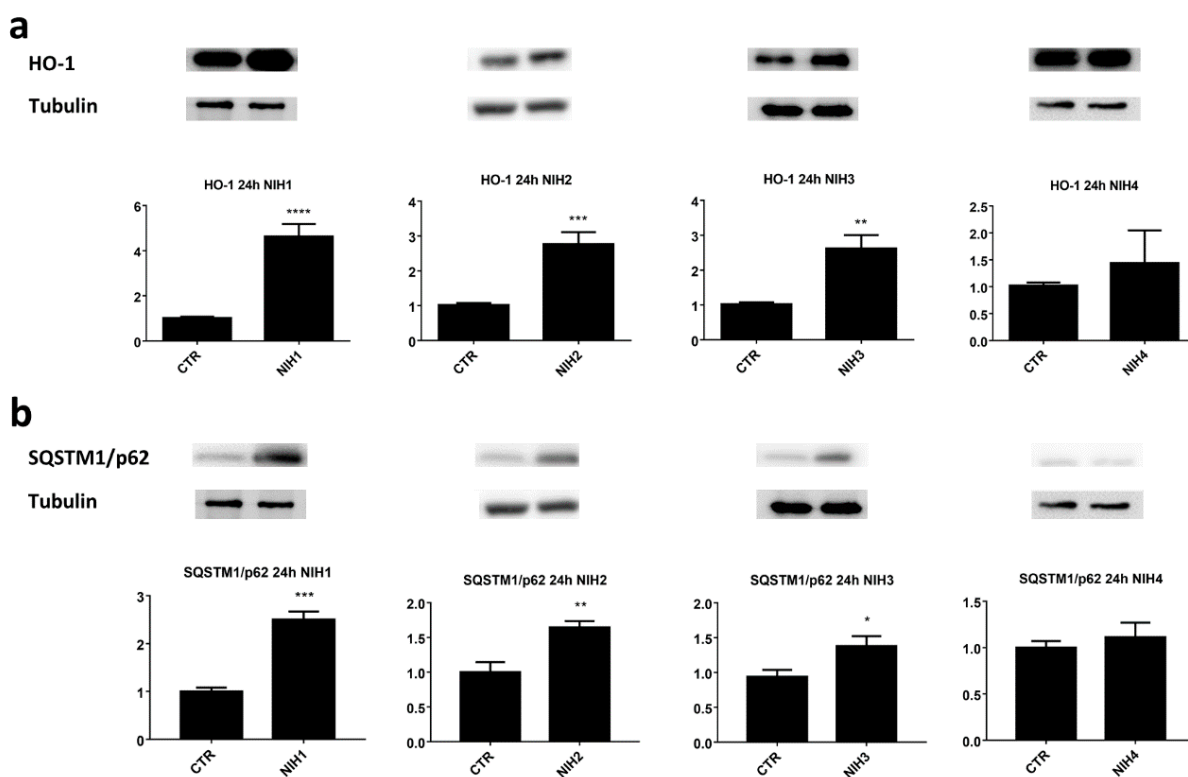 a
HO-1
Tubulin
HO-1 24h NIH1
6
4
2
0
****
CTR
NIH1
HO-1 24h NIH2
4
3
2
1
0
***
CTR
NIH2
HO-1 24h NIH3
4
3
2
1
0
**
CTR
NIH3
HO-1 24h NIH4
2.5
2.0
1.5
1.0
0.5
0.0
CTR
NIH4
b
SQSTM1/p62
Tubulin
SQSTM1/p62 24h NIH1
3
2
1
0
***
CTR
NIH1
SQSTM1/p62 24h NIH2
2.0
1.5
1.0
0.5
0.0
**
CTR
NIH2
SQSTM1/p62 24h NIH3
2.0
1.5
1.0
0.5
0.0
*
CTR
NIH3
SQSTM1/p62 24h NIH4
1.5
1.0
0.5
0.0
CTR
NIH4